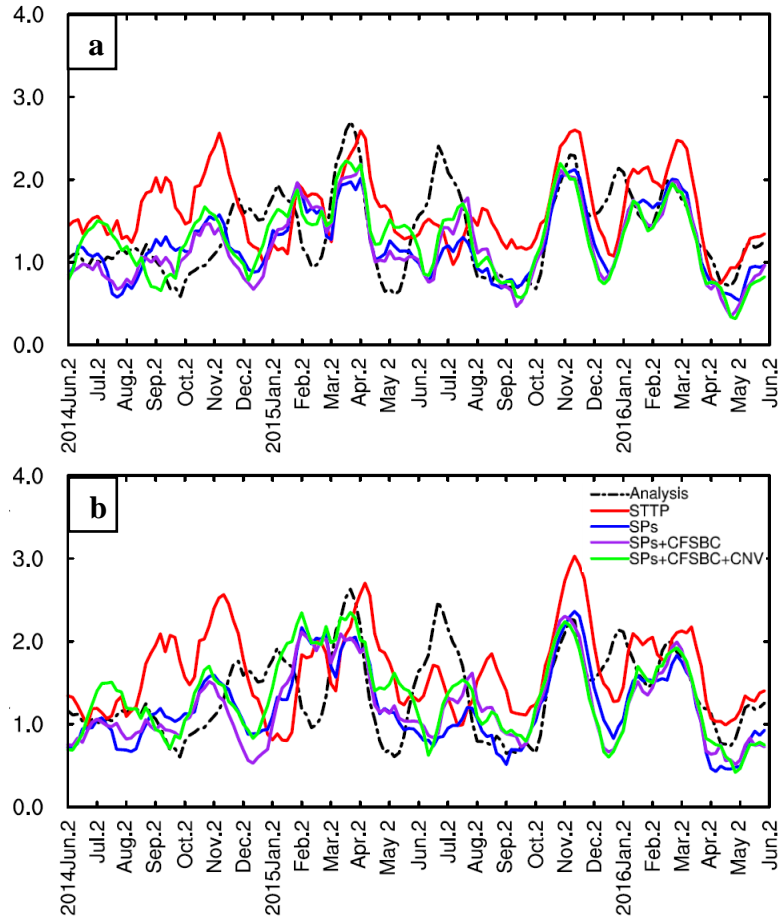 4.0
3.0
2.0
1.0
0.0
a
2014Jun.2
Jul.2
Aug.2
Sep.2
Oct.2
Nov.2
Dec.2
2015Jan.2
Feb.2
Mar.2
Apr.2
May 2
Jun.2
Jul.2
Aug.2
Sep.2
Oct.2
Nov.2
Dec.2
2016Jan.2
Feb.2
Mar.2
Apr.2
May 2
Jun.2
4.0
3.0
2.0
1.0
0.0
b
Analysis
STTP
SPs
SPs+CFSBC
SPs+CFSBC+CNV
2014Jun.2
Jul.2
Aug.2
Sep.2
Oct.2
Nov.2
Dec.2
2015Jan.2
Feb.2
Mar.2
Apr.2
May 2
Jun.2
Jul.2
Aug.2
Sep.2
Oct.2
Nov.2
Dec.2
2016Jan.2
Feb.2
Mar.2
Apr.2
May 2
Jun.2